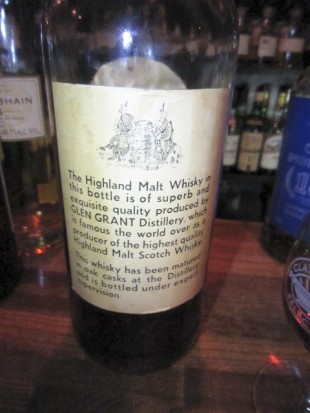 The Highland Malt Whisky in
this bottle is of superb and
exquisite quality produced by
GLEN GRANT Distillery, which
is famous the world over as a
producer of the highest quality
Highland Malt Scotch Whisky.
This whisky has been matured
in oak casks at the Distillery
and is bottled under expert
supervision.